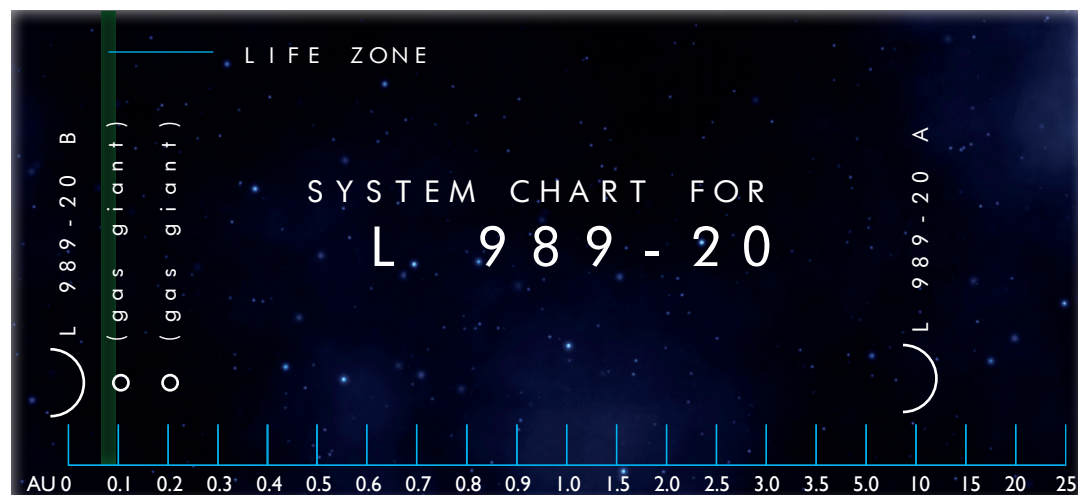 LIFE ZONE
L 989-20 B
(gas giant)
(gas giant)
SYSTEM CHART FOR
L 989-20
L 989-20 A
AU 0 0.1 0.2 0.3 0.4 0.5 0.6 0.7 0.8 0.9 1.0 1.5 2.0 2.5 3.0 3.5 5.0 10 15 20 25